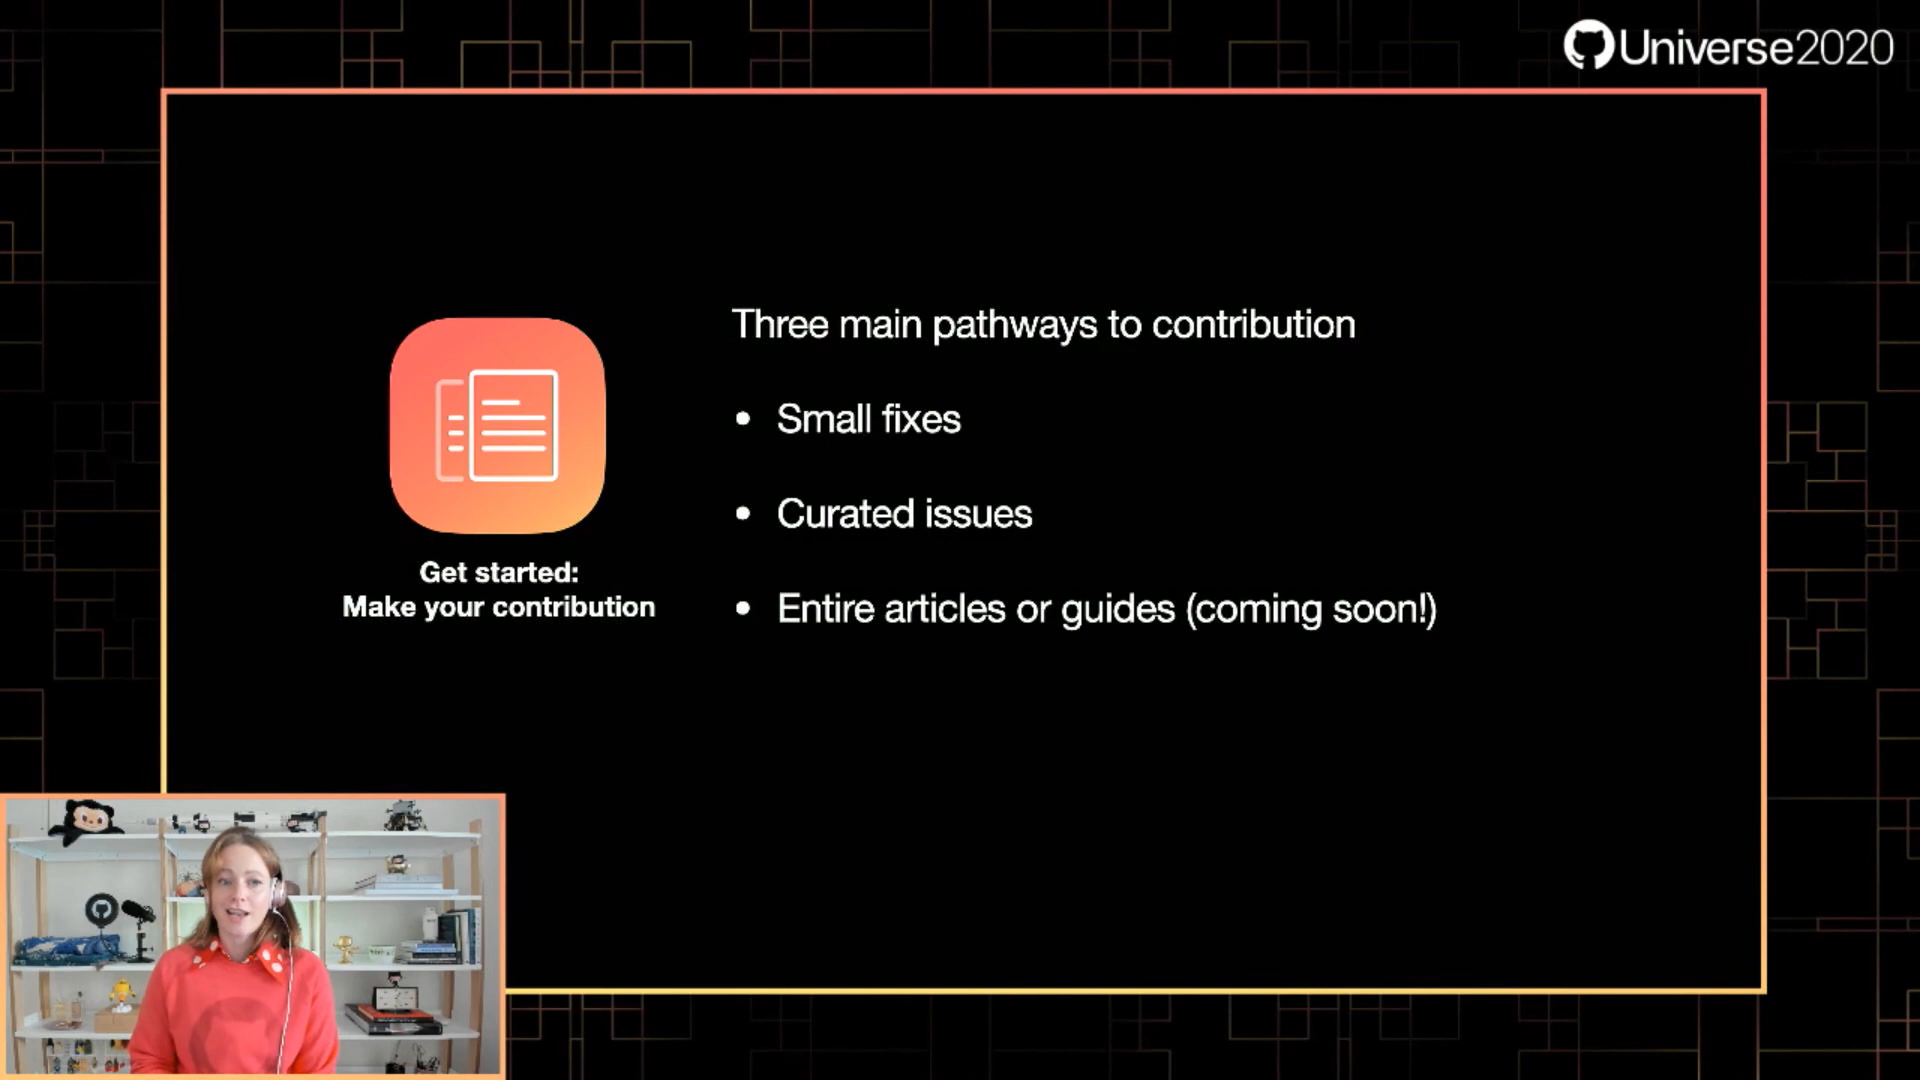 Universe2020
Three main pathways to contribution
• Small fixes
• Curated issues
• Entire articles or guides (coming soon!)
Get started:
Make your contribution